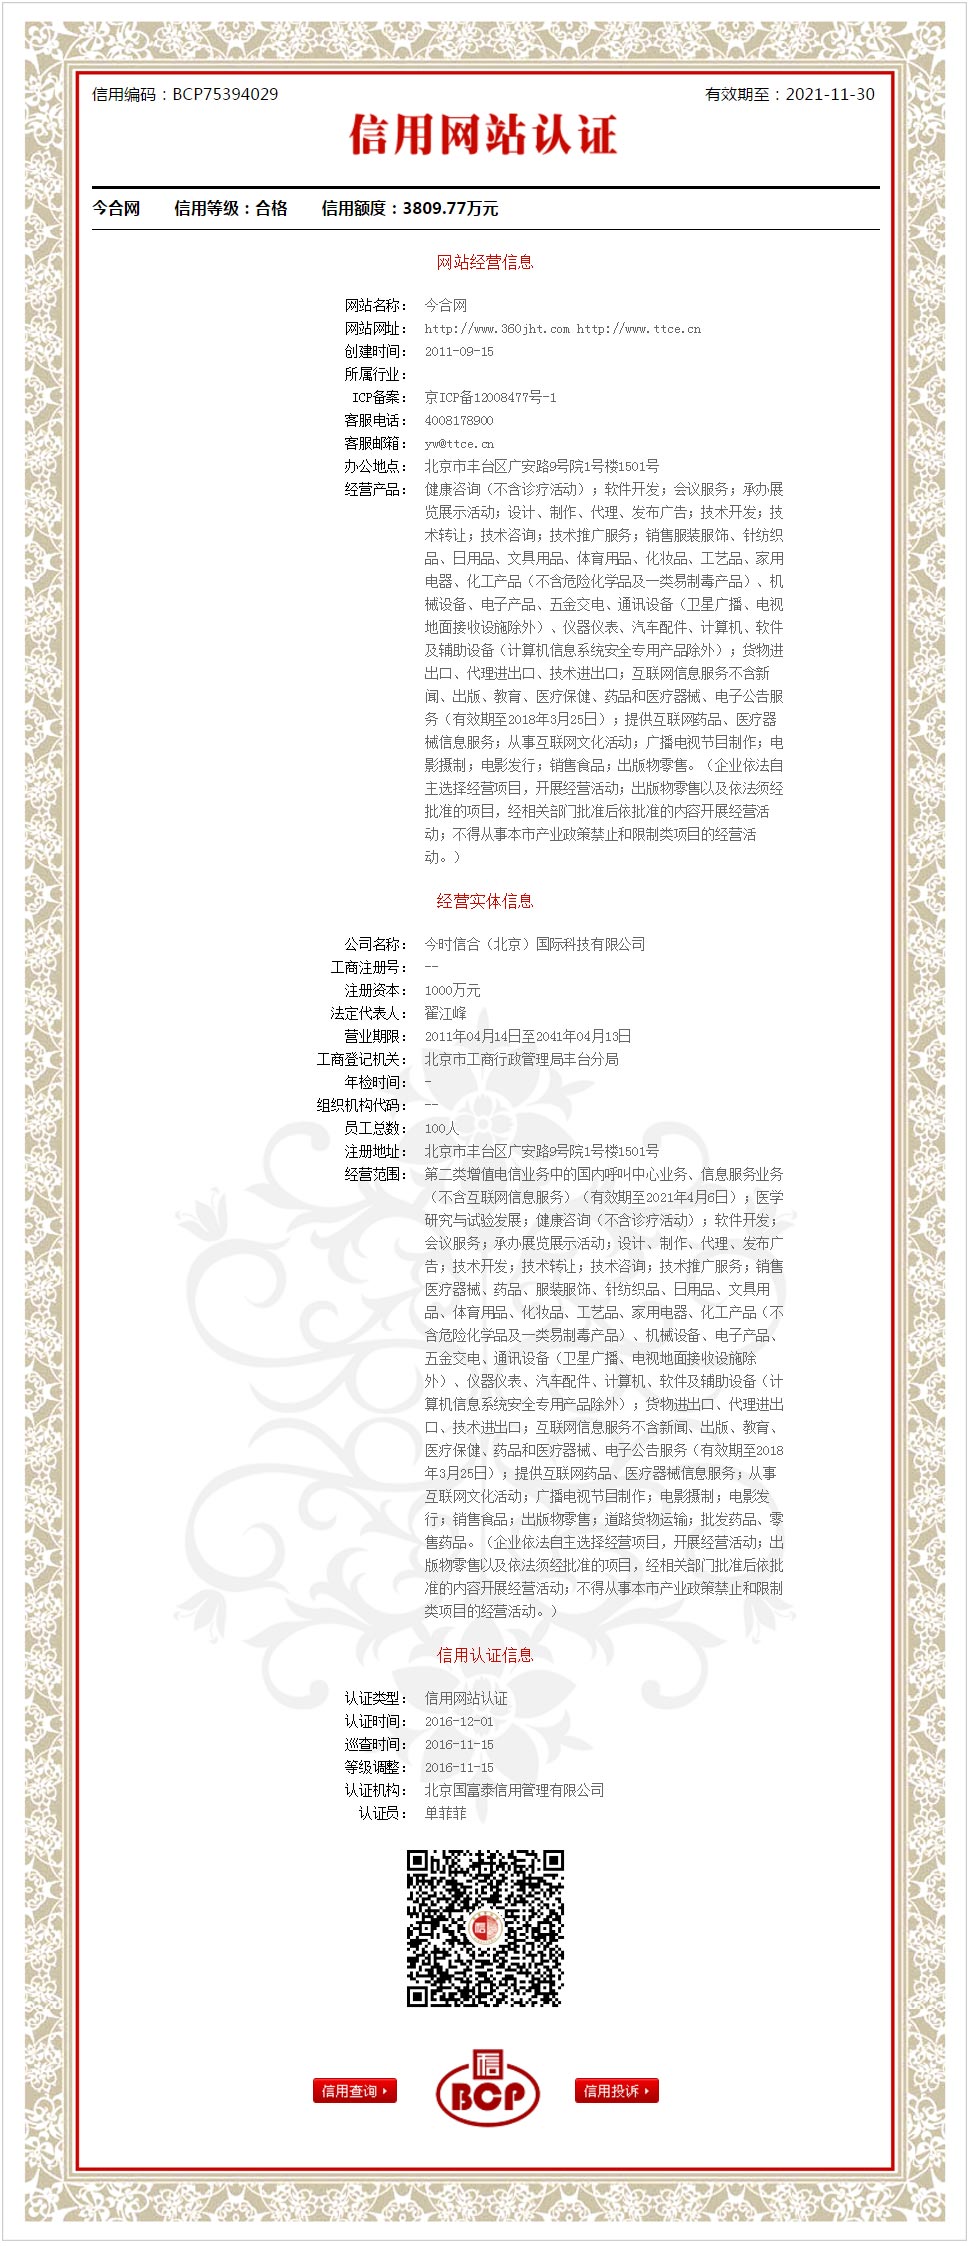 信用编码：BCP75394029
有效期至：2021-11-30
信用网站认证
今合网 信用等级：合格 信用额度：3809.77万元
网站经营信息
网站名称： 今合网
网站网址： http://www.360jht.com http://www.ttce.cn
创建时间： 2011-09-15
所属行业：
ICP备案： 京ICP备12008477号-1
客服电话： 4008178900
客服邮箱： yw@ttce.cn
办公地点： 北京市丰台区广安路9号院1号楼1501号
经营产品： 健康咨询（不含诊疗活动）；软件开发；会议服务；承办展
览展示活动；设计、制作、代理、发布广告；技术开发；技
术转让；技术咨询；技术推广服务；销售服装服饰、针纺织
品、日用品、文具用品、体育用品、化妆品、工艺品、家用
电器、化工产品（不含危险化学品及一类易制毒产品）、机
械设备、电子产品、五金交电、通讯设备（卫星广播、电视
地面接收设施除外）、仪器仪表、汽车配件、计算机、软件
及辅助设备（计算机信息系统安全专用产品除外）；货物进
出口、代理进出口、技术进出口；互联网信息服务不含新
闻、出版、教育、医疗保健、药品和医疗器械、电子公告服
务（有效期至2018年3月25日）；提供互联网药品、医疗器
械信息服务；从事互联网文化活动；广播电视节目制作；电
影摄制；电影发行；销售食品；出版物零售。（企业依法自
主选择经营项目，开展经营活动；出版物零售以及依法须经
批准的项目，经相关部门批准后依批准的内容开展经营活
动；不得从事本市产业政策禁止和限制类项目的经营活
动。）
经营实体信息
公司名称： 今时信合（北京）国际科技有限公司
工商注册号： --
注册资本： 1000万元
法定代表人： 翟江峰
营业期限： 2011年04月14日至2041年04月13日
工商登记机关： 北京市工商行政管理局丰台分局
年检时间： -
组织机构代码： --
员工总数： 100人
注册地址： 北京市丰台区广安路9号院1号楼1501号
经营范围： 第二类增值电信业务中的国内呼叫中心业务、信息服务业务
（不含互联网信息服务）（有效期至2021年4月6日）；医学
研究与试验发展；健康咨询（不含诊疗活动）；软件开发；
会议服务；承办展览展示活动；设计、制作、代理、发布广
告；技术开发；技术转让；技术咨询；技术推广服务；销售
医疗器械、药品、服装服饰、针纺织品、日用品、文具用
品、体育用品、化妆品、工艺品、家用电器、化工产品（不
含危险化学品及一类易制毒产品）、机械设备、电子产品、
五金交电、通讯设备（卫星广播、电视地面接收设施除
外）、仪器仪表、汽车配件、计算机、软件及辅助设备（计
算机信息系统安全专用产品除外）；货物进出口、代理进出
口、技术进出口；互联网信息服务不含新闻、出版、教育、
医疗保健、药品和医疗器械、电子公告服务（有效期至2018
年3月25日）；提供互联网药品、医疗器械信息服务；从事
互联网文化活动；广播电视节目制作；电影摄制；电影发
行；销售食品；出版物零售；道路货物运输；批发药品、零
售药品。（企业依法自主选择经营项目，开展经营活动；出
版物零售以及依法须经批准的项目，经相关部门批准后依批
准的内容开展经营活动；不得从事本市产业政策禁止和限制
类项目的经营活动。）
信用认证信息
认证类型： 信用网站认证
认证时间： 2016-12-01
巡查时间： 2016-11-15
等级调整： 2016-11-15
认证机构： 北京国富泰信用管理有限公司
认证员： 单菲菲
信用查询
信
BCP
信用投诉